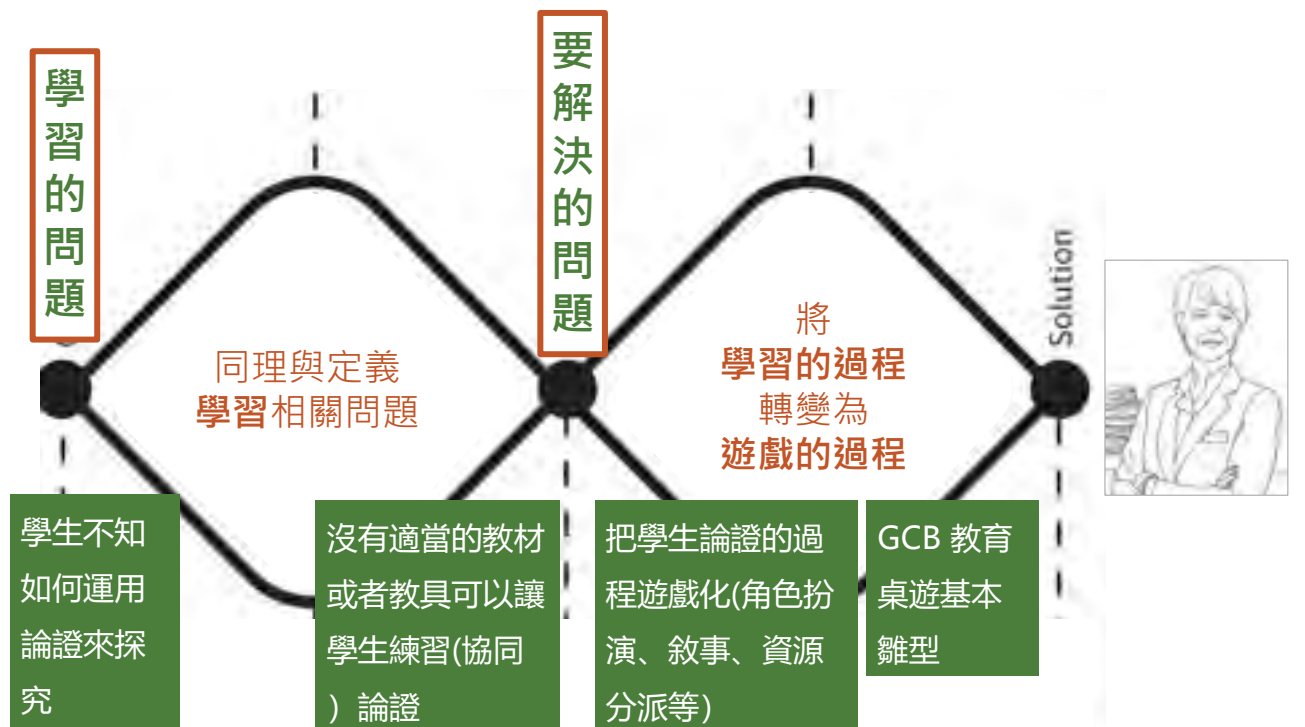 學習的問題
要解決的問題
Solution
同理與定義
學習相關問題
將
學習的過程
轉變為
遊戲的過程
學生不知
如何運用
論證來探
究
沒有適當的教材
或者教具可以讓
學生練習(協同
）論證
把學生論證的過
程遊戲化(角色扮
演、敘事、資源
分派等）
GCB 教育
桌遊基本
雛型